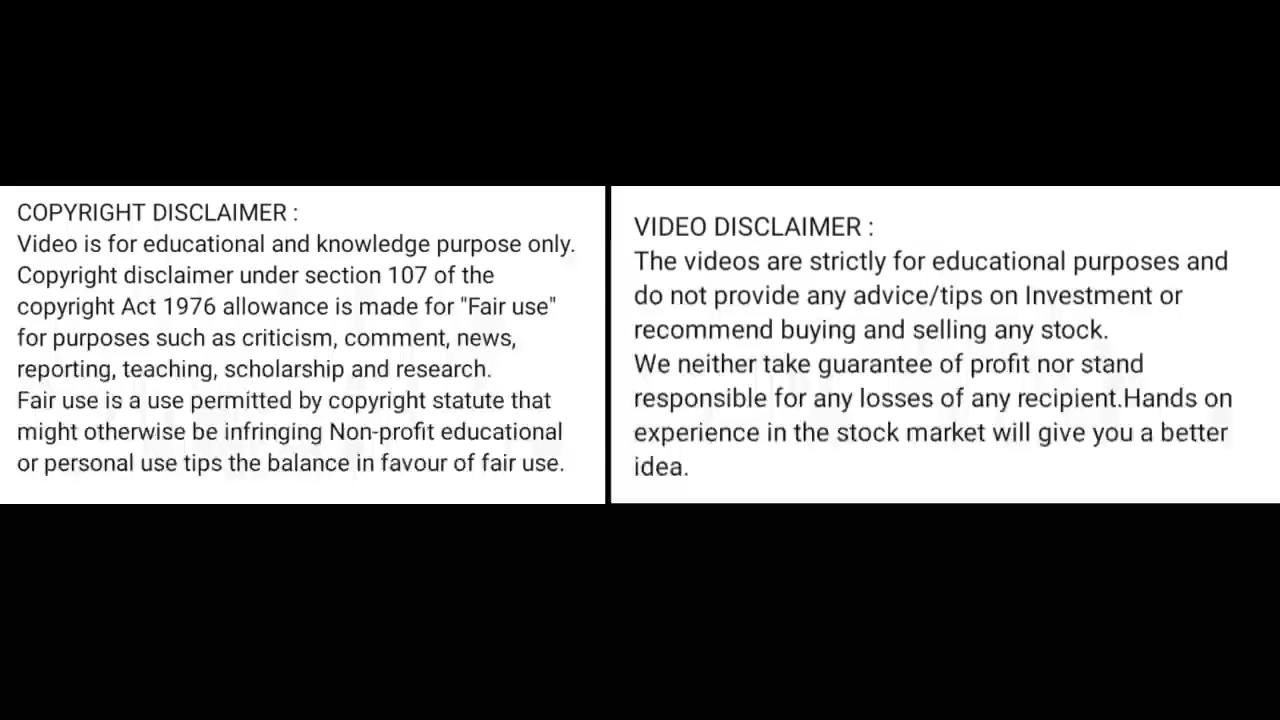 COPYRIGHT DISCLAIMER :
Video is for educational and knowledge purpose only.
Copyright disclaimer under section 107 of the
copyright Act 1976 allowance is made for "Fair use"
for purposes such as criticism, comment, news,
reporting, teaching, scholarship and research.
Fair use is a use permitted by copyright statute that
might otherwise be infringing Non-profit educational
or personal use tips the balance in favour of fair use.
VIDEO DISCLAIMER :
The videos are strictly for educational purposes and
do not provide any advice/tips on Investment or
recommend buying and selling any stock.
We neither take guarantee of profit nor stand
responsible for any losses of any recipient.Hands on
experience in the stock market will give you a better
idea.